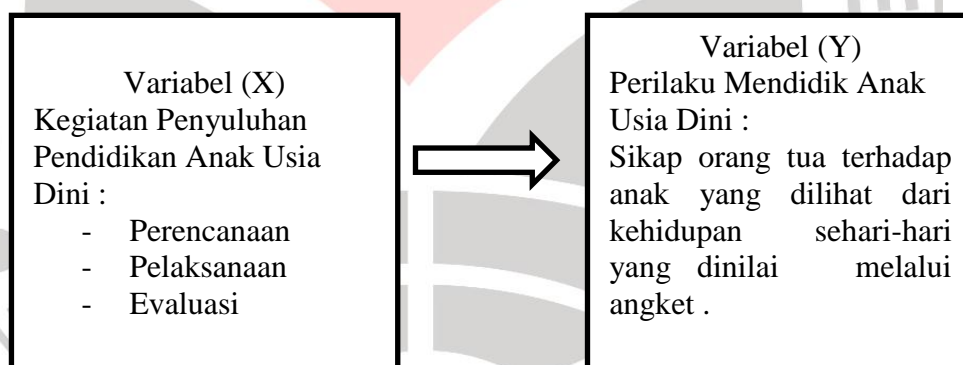 Variabel (X)
Kegiatan Penyuluhan
Pendidikan Anak Usia
Dini :
- Perencanaan
- Pelaksanaan
- Evaluasi
Variabel (Y)
Perilaku Mendidik Anak
Usia Dini :
Sikap orang tua terhadap
anak yang dilihat dari
kehidupan sehari-hari
yang dinilai melalui
angket .